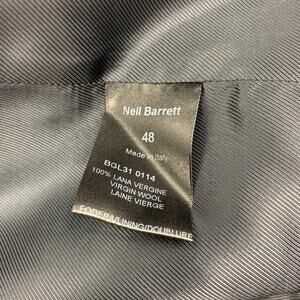 Neil Barrett
48
Made in Italy
BGL31 0114
100% LANA VERGINE
VIRGIN WOOL
LAINE VIERGE
FODERA/LINING/DOUBLURE